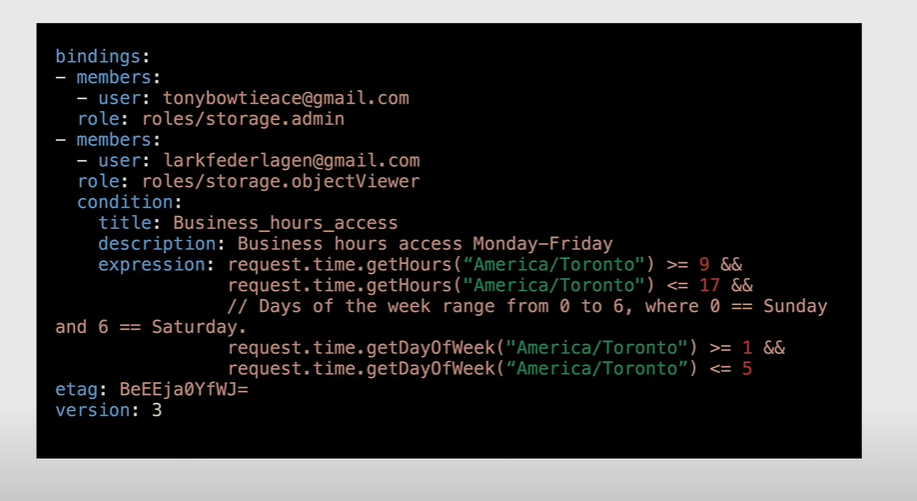 bindings:
- members:
  - user: tonybowtieace@gmail.com
  role: roles/storage.admin
- members:
  - user: larkfederlagen@gmail.com
  role: roles/storage.objectViewer
  condition:
    title: Business_hours_access
    description: Business hours access Monday-Friday
    expression: request.time.getHours(“America/Toronto") >= 9 &&
                request.time.getHours("America/Toronto") <= 17 &&
                // Days of the week range from 0 to 6, where 0 == Sunday
and 6 == Saturday.
                request.time.getDayOfWeek("America/Toronto") >= 1 &&
                request.time.getDayOfWeek(“America/Toronto”) <= 5
etag: BeEEja0YfWJ=
version: 3